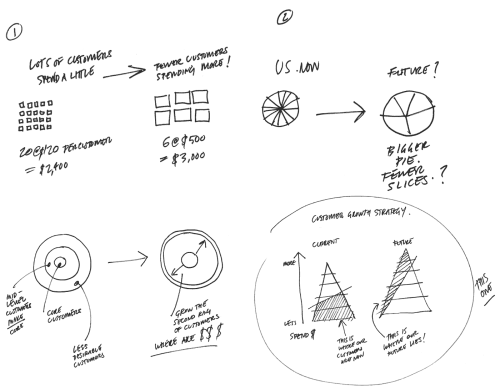 1
LOTS OF CUSTOMERS
SPEND A LITTLE
FEWER CUSTOMERS
SPENDING MORE!
20@$120 PER CUSTOMER
= $2,400
6@$500
= $3,000
2
US. NOW
FUTURE?
BIGGER
PIE.
FEWER
SLICES.?
MID
LEVEL
CUSTOMERS
CORE
CORE CUSTOMERS
LESS
DESIRABLE
CUSTOMERS
GROW THE
SECOND RING
OF CUSTOMERS
WHERE ARE $$$
CUSTOMER GROWTH STRATEGY.
CURRENT
FUTURE
MORE
LESS
SPEND $
THIS IS
WHERE OUR
CUSTOMERS
ARE NOW
THIS IS
WHERE OUR
FUTURE LIES!
THIS
ONE